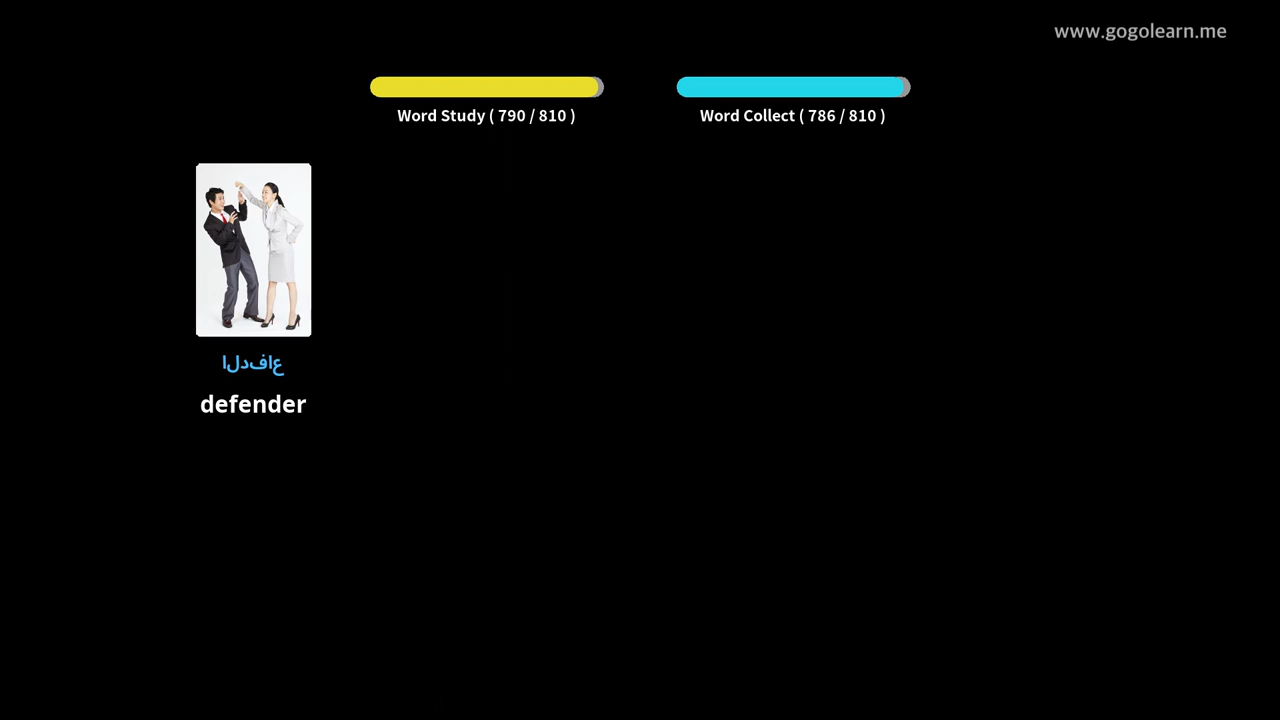 www.gogolearn.me
Word Study ( 790 / 810 )
Word Collect ( 786 / 810 )
الدفاع
defender